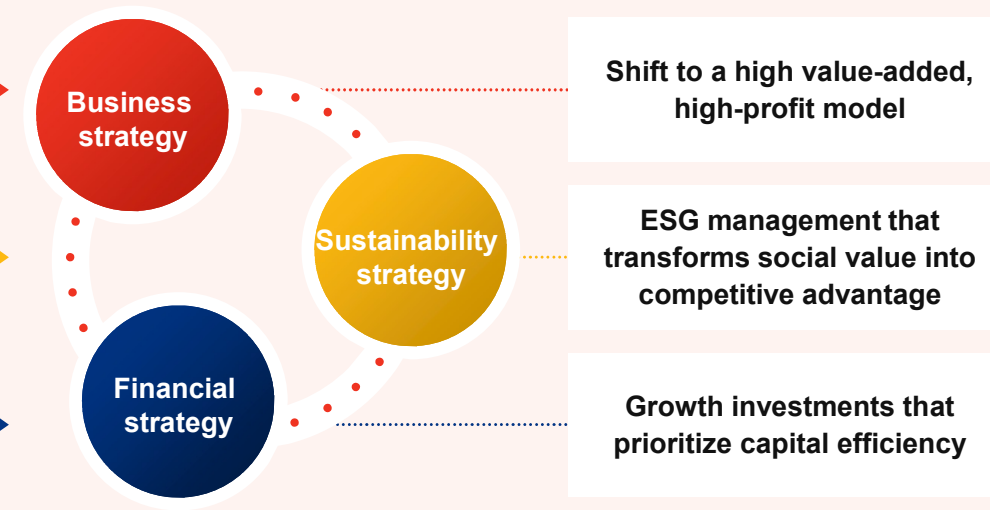 Business
strategy
Shift to a high value-added,
high-profit model
Sustainability
strategy
ESG management that
transforms social value into
competitive advantage
Financial
strategy
Growth investments that
prioritize capital efficiency